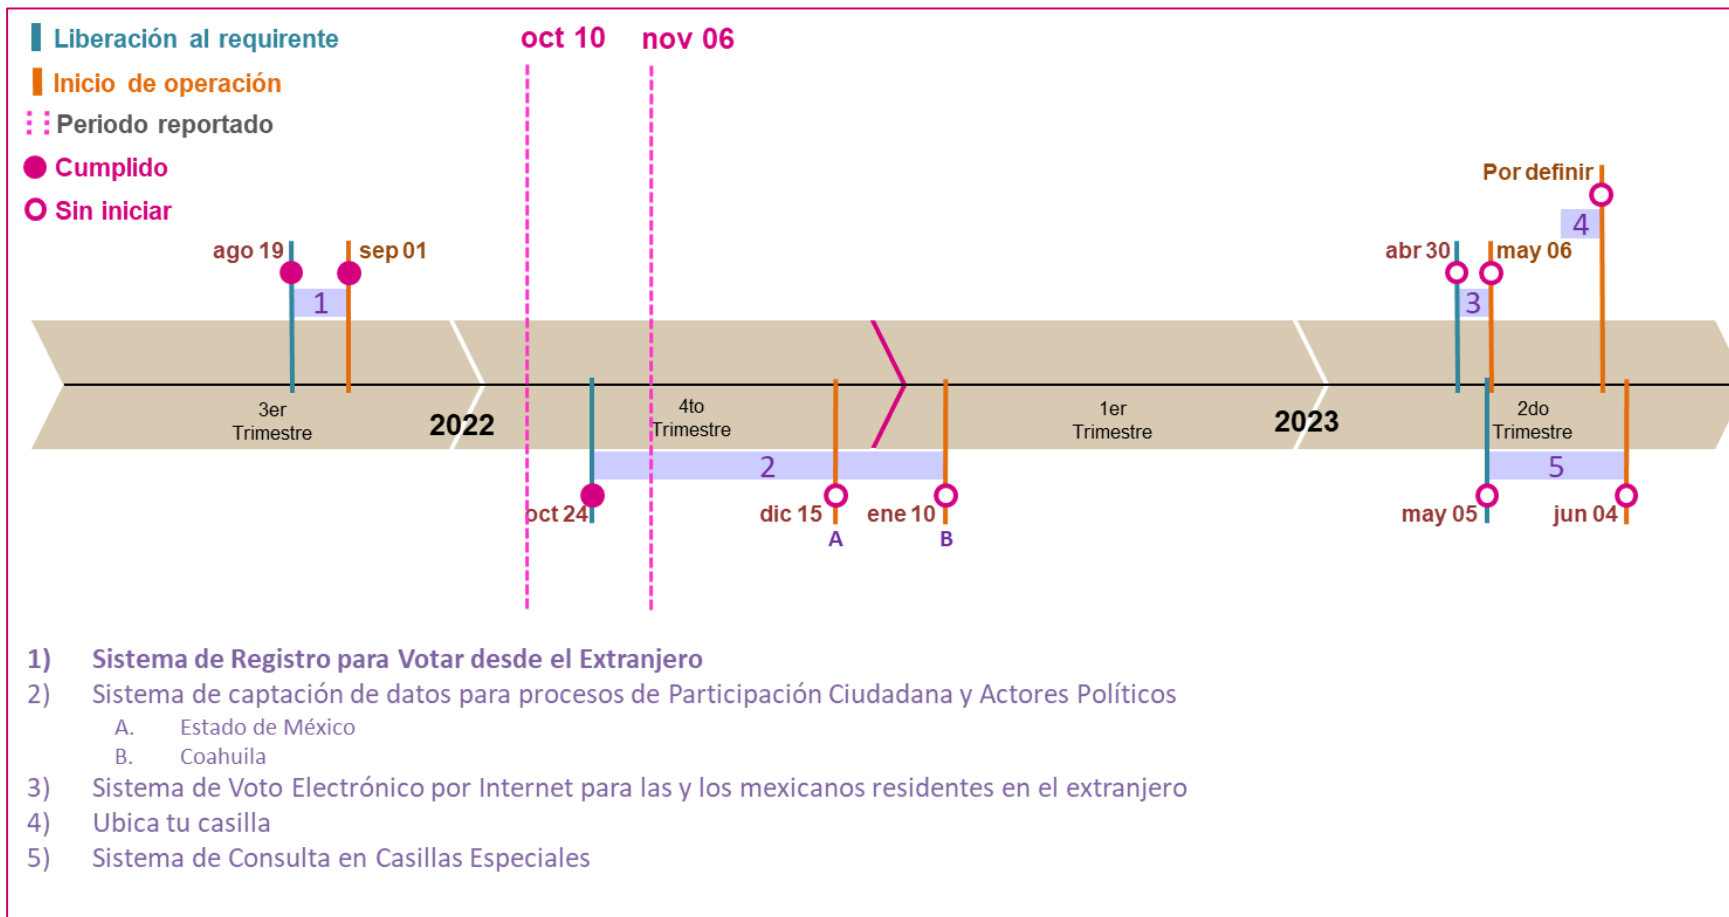 Liberación al requirente
Inicio de operación
Periodo reportado
Cumplido
Sin iniciar
oct 10
nov 06
Por definir
4
ago 19
sep 01
abr 30
may 06
1
3
3er
Trimestre
2022
4to
Trimestre
1er
Trimestre
2023
2do
Trimestre
2
5
oct 24
dic 15
ene 10
may 05
jun 04
A
B
1) Sistema de Registro para Votar desde el Extranjero
2) Sistema de captación de datos para procesos de Participación Ciudadana y Actores Políticos
A. Estado de México
B. Coahuila
3) Sistema de Voto Electrónico por Internet para las y los mexicanos residentes en el extranjero
4) Ubica tu casilla
5) Sistema de Consulta en Casillas Especiales